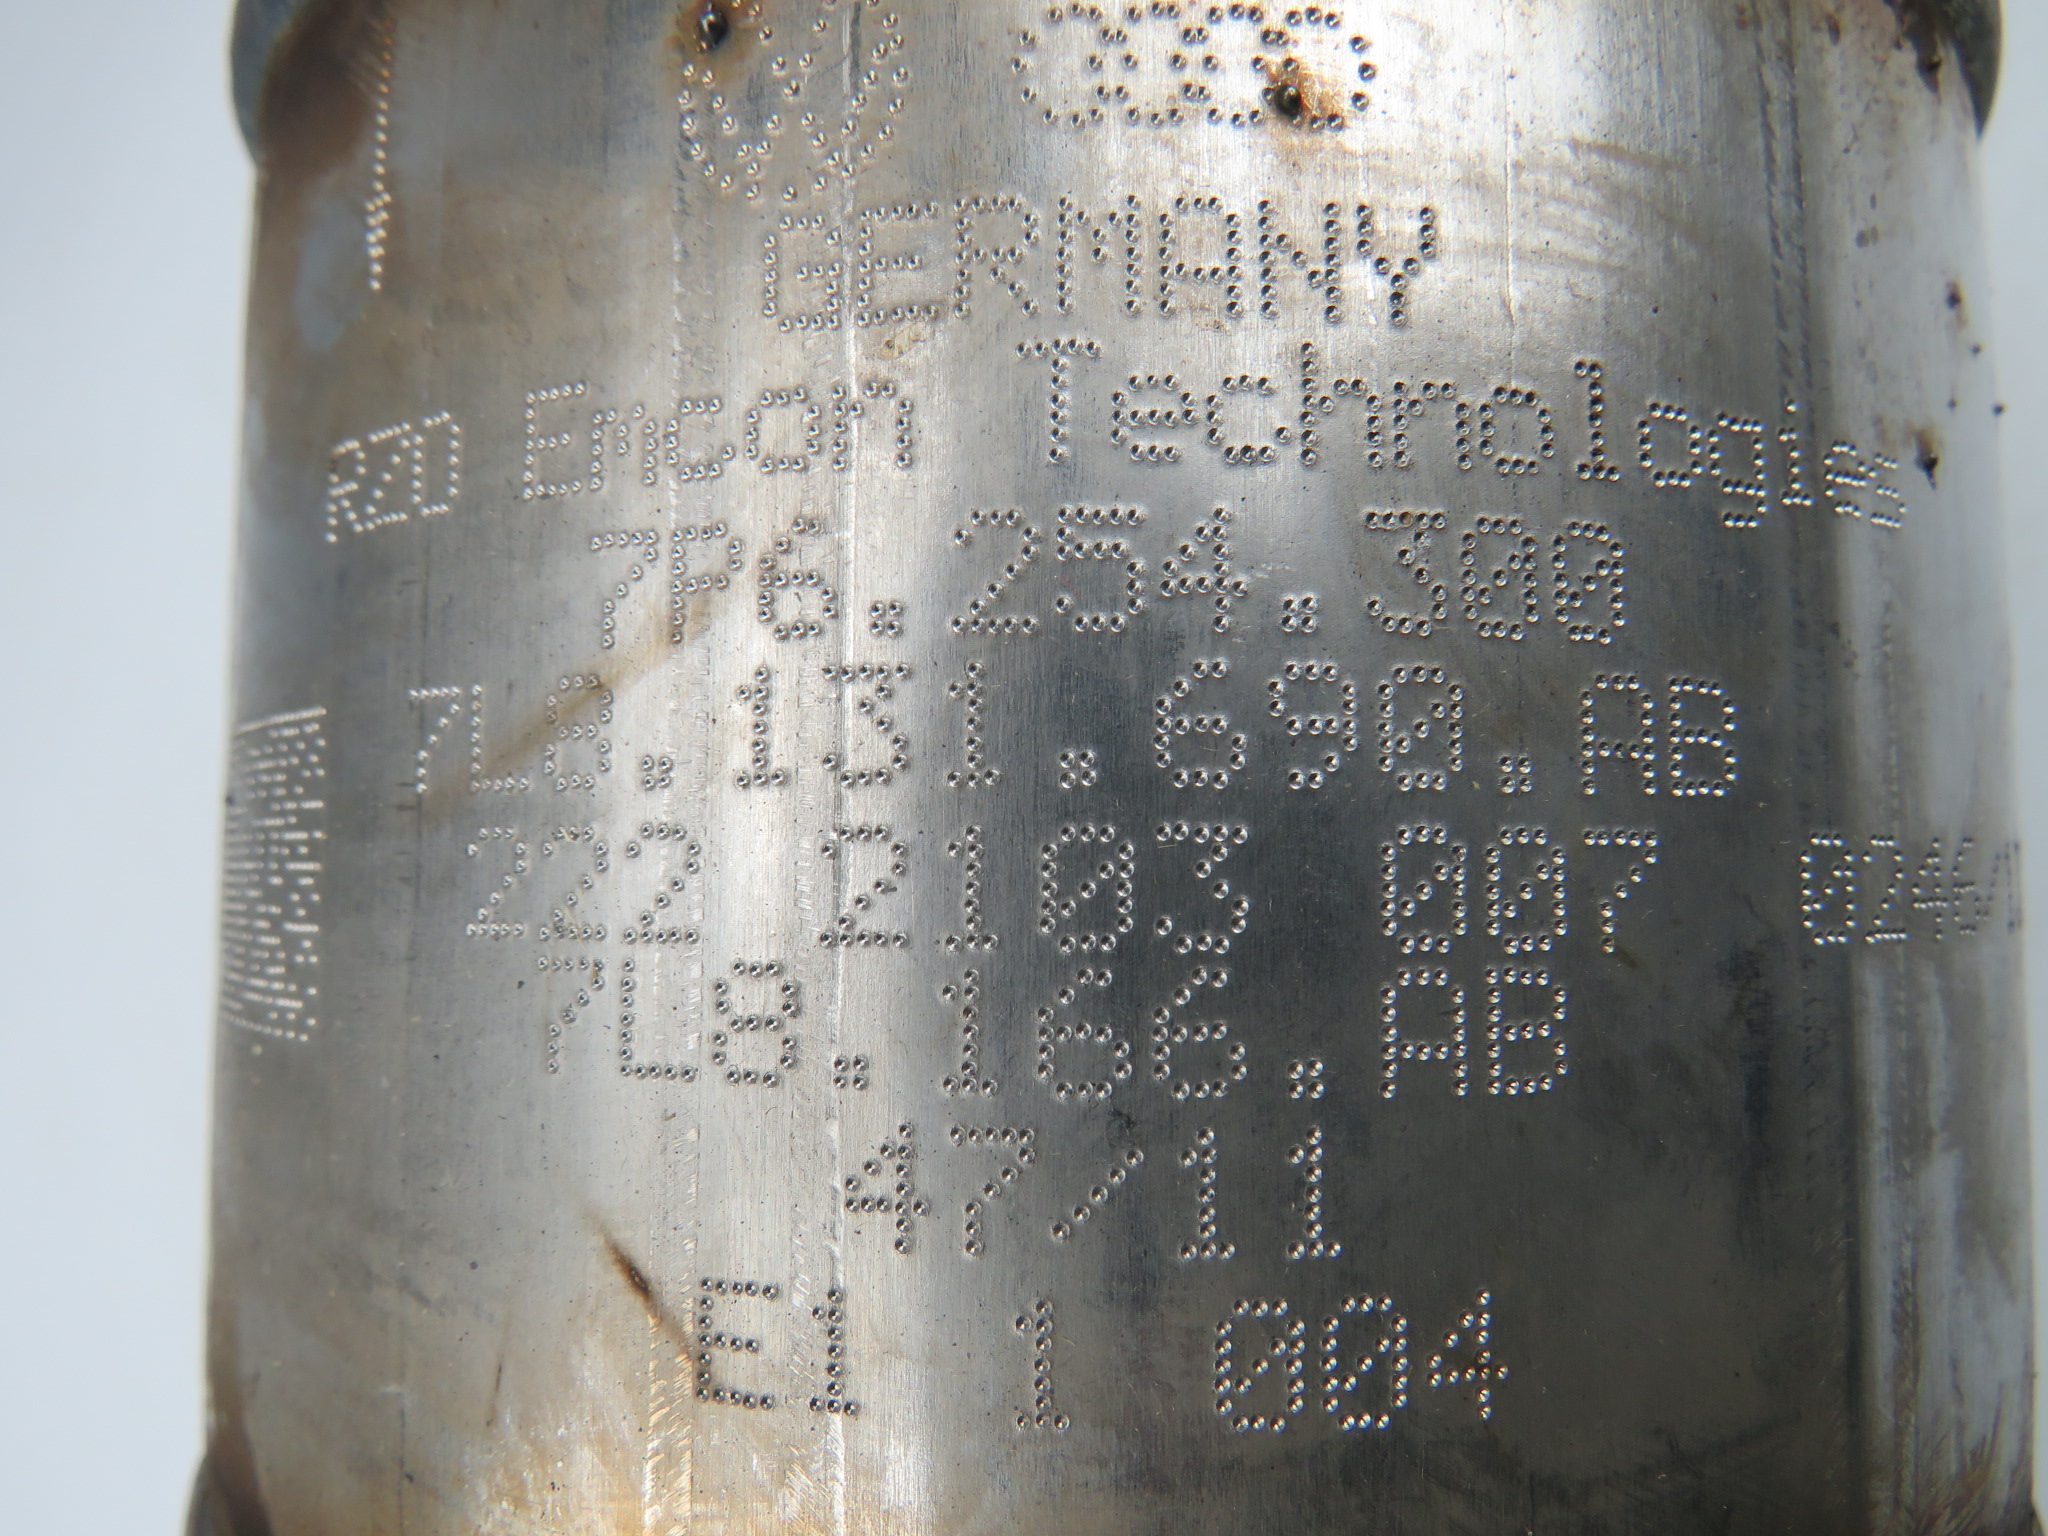 GERMANY
RZD Emcon Technologies
7P6.254.300
7L8.131.690.AB
222 2103 007
7L8.166.AB
47/11
E1 1 004